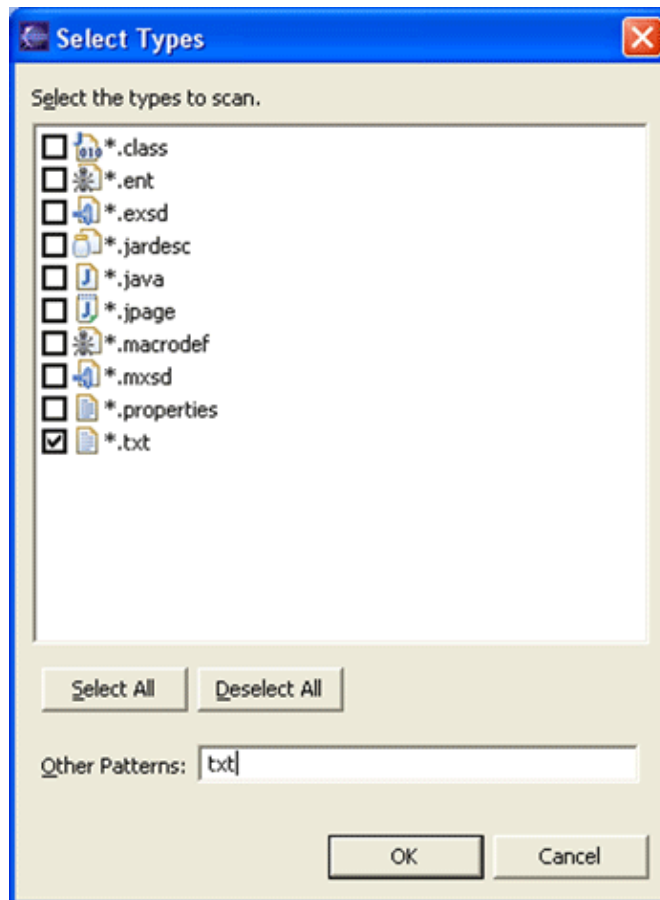 Select Types
Select the types to scan.
*.class
*.ent
*.exsd
*.jardesc
*.java
*.jpage
*.macrodef
*.mxsd
*.properties
*.txt
Select All Deselect All
Other Patterns: txt
OK Cancel